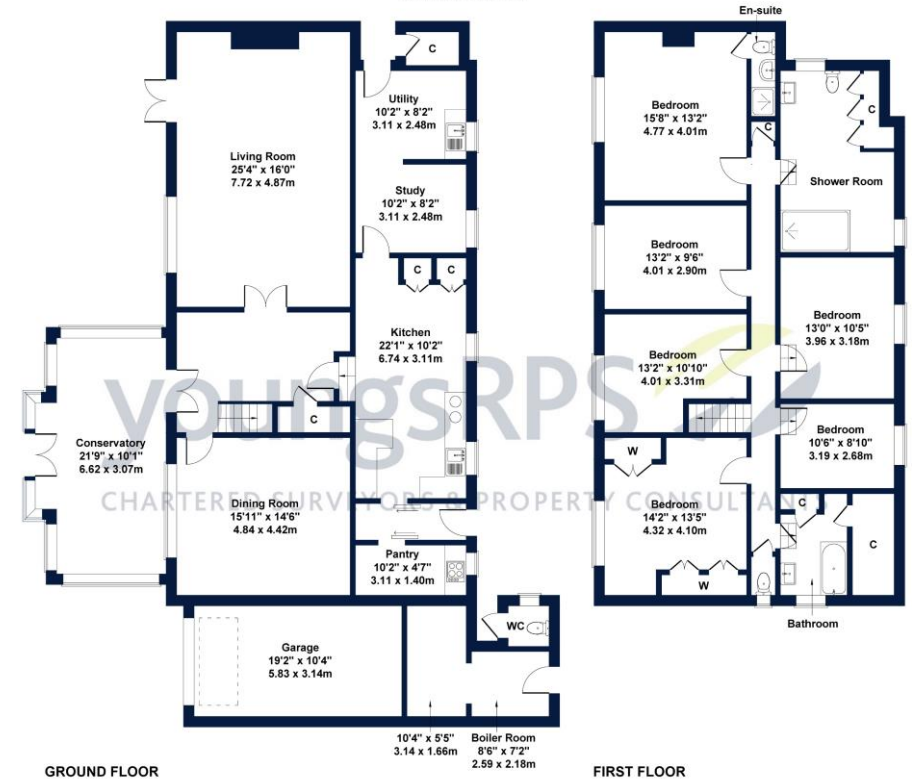 C
Utility
10'2" x 8'2"
3.11 x 2.48m
Living Room
25'4" x 16'0"
7.72 x 4.87m
Study
10'2" x 8'2"
3.11 x 2.48m
C
C
Kitchen
22'1" x 10'2"
6.74 x 3.11m
C
Conservatory
21'9" x 10'1"
6.62 x 3.07m
Dining Room
15'11" x 14'6"
4.84 x 4.42m
Pantry
10'2" x 4'7"
3.11 x 1.40m
WC
Garage
19'2" x 10'4"
5.83 x 3.14m
10'4" x 5'5"
3.14 x 1.66m
Boiler Room
8'6" x 7'2"
2.59 x 2.18m
GROUND FLOOR
En-suite
Bedroom
15'8" x 13'2"
4.77 x 4.01m
C
C
Shower Room
Bedroom
13'2" x 9'6"
4.01 x 2.90m
Bedroom
13'0" x 10'5"
3.96 x 3.18m
Bedroom
13'2" x 10'10"
4.01 x 3.31m
Bedroom
10'6" x 8'10"
3.19 x 2.68m
W
Bedroom
14'2" x 13'5"
4.32 x 4.10m
W
C
C
Bathroom
FIRST FLOOR
youngsRPS
CHARTERED SURVEYORS & PROPERTY CONSULTANTS